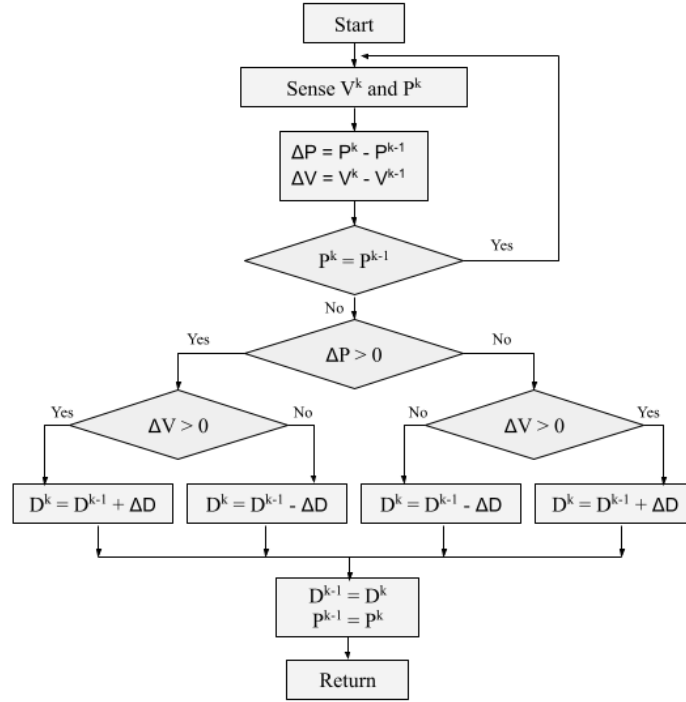 Start
Sense V^k and P^k
ΔP = P^k - P^k-1
ΔV = V^k - V^k-1
P^k = P^k-1
Yes
No
Yes
ΔP > 0
No
Yes
ΔV > 0
No
No
ΔV > 0
Yes
D^k = D^k-1 + ΔD
D^k = D^k-1 - ΔD
D^k = D^k-1 - ΔD
D^k = D^k-1 + ΔD
D^k-1 = D^k
P^k-1 = P^k
Return